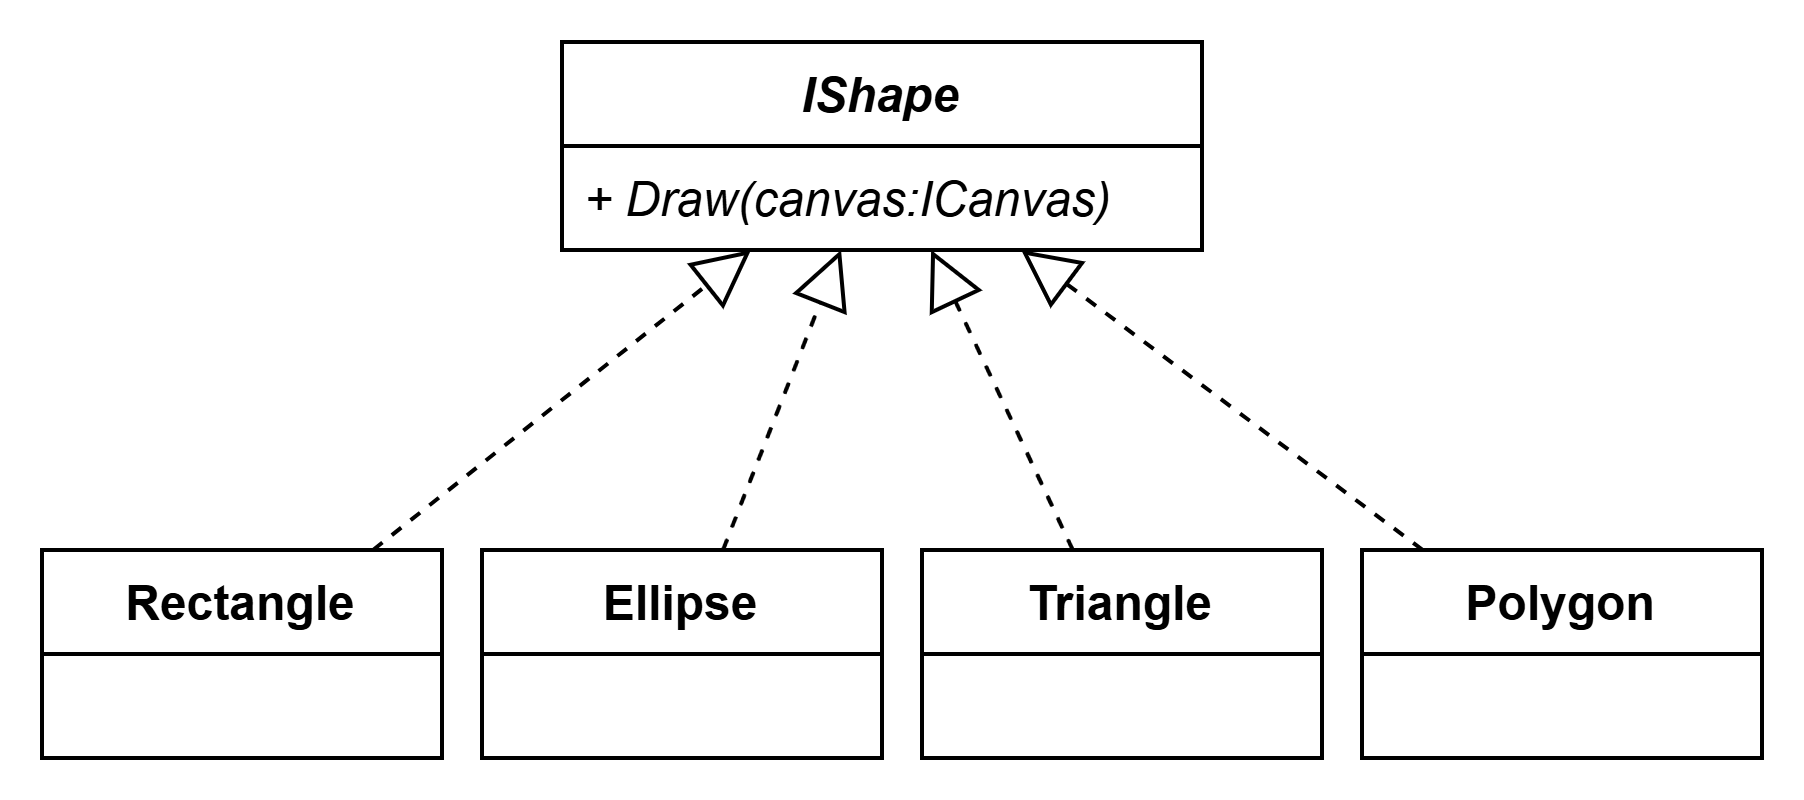 IShape
+ Draw(canvas:ICanvas)
Rectangle
Ellipse
Triangle
Polygon